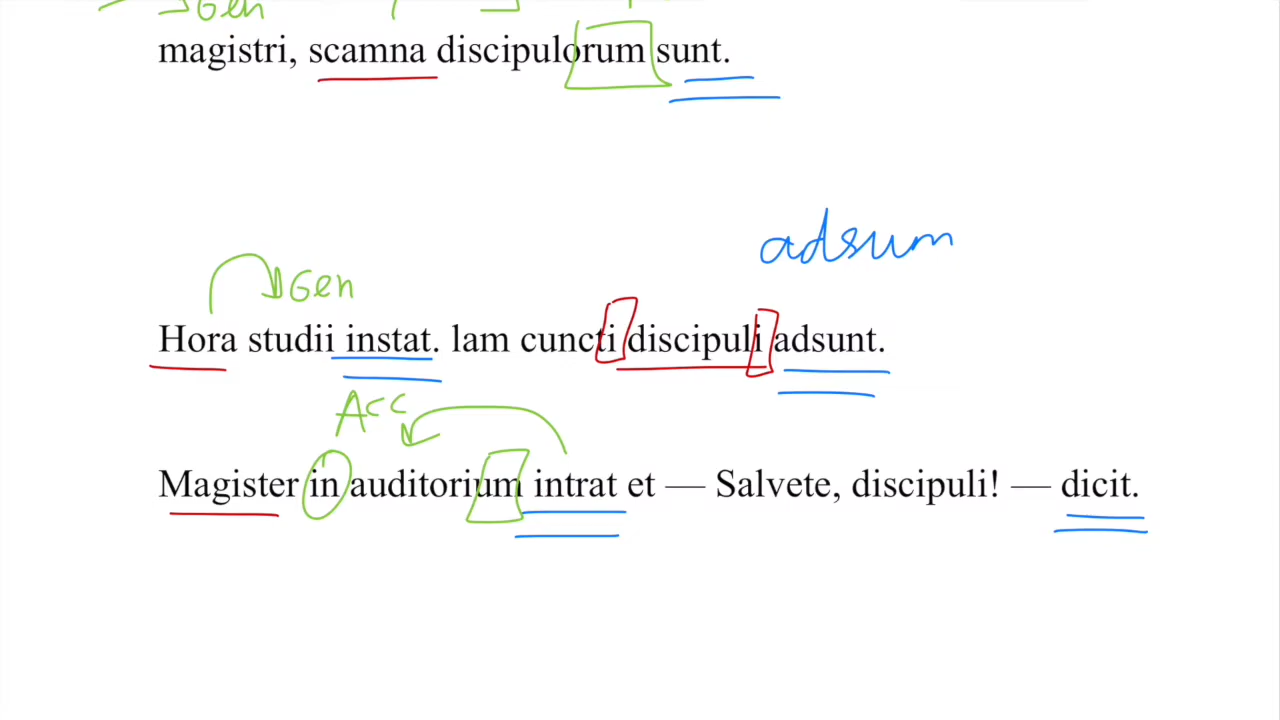 Gen
magistri, scamna discipulorum sunt.
adsum
Gen
Hora studii instat. Iam cuncti discipuli adsunt.
Acc
Magister in auditorium intrat et — Salvete, discipuli! — dicit.